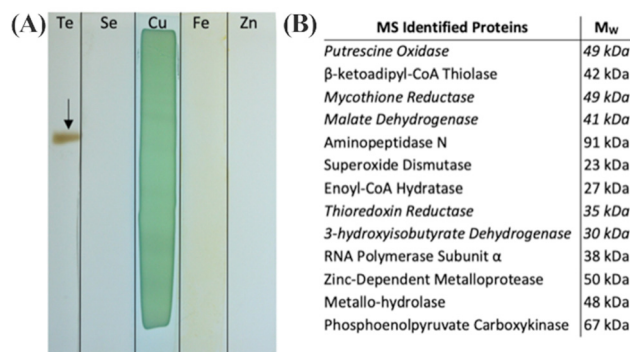 (A) Te Se Cu Fe Zn
(B) MS Identified Proteins Mw
Putrescine Oxidase 49 kDa
β-ketoadipyl-CoA Thiolase 42 kDa
Mycothione Reductase 49 kDa
Malate Dehydrogenase 41 kDa
Aminopeptidase N 91 kDa
Superoxide Dismutase 23 kDa
Enoyl-CoA Hydratase 27 kDa
Thioredoxin Reductase 35 kDa
3-hydroxyisobutyrate Dehydrogenase 30 kDa
RNA Polymerase Subunit α 38 kDa
Zinc-Dependent Metalloprotease 50 kDa
Metallo-hydrolase 48 kDa
Phosphoenolpyruvate Carboxykinase 67 kDa